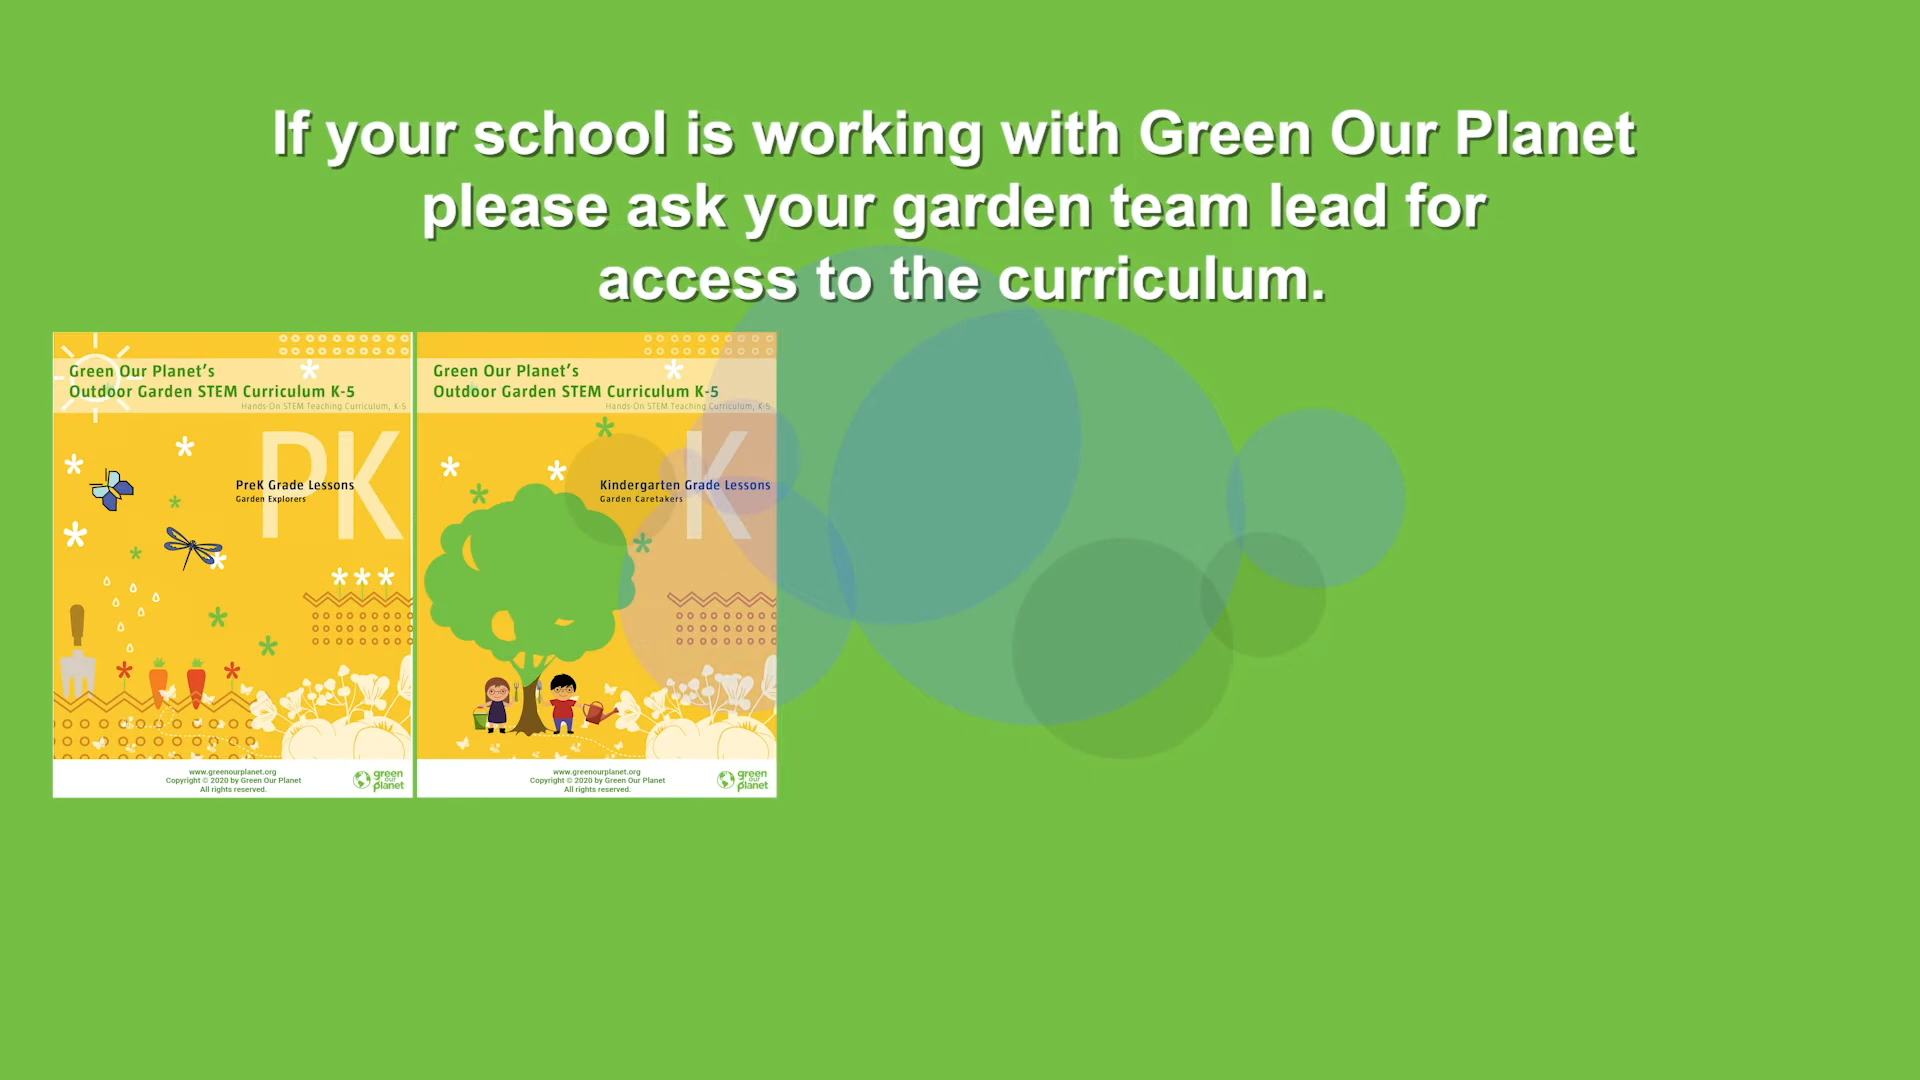 If your school is working with Green Our Planet
please ask your garden team lead for
access to the curriculum.
Green Our Planet's
Outdoor Garden STEM Curriculum K-5
Hands-On STEM Teaching Curriculum, K-5
PK
PreK Grade Lessons
Garden Explorers
www.greenourplanet.org
Copyright © 2020 by Green Our Planet
All rights reserved.
green
our
planet
Green Our Planet's
Outdoor Garden STEM Curriculum K-5
Hands-On STEM Teaching Curriculum, K-5
K
Kindergarten Grade Lessons
Garden Caretakers
www.greenourplanet.org
Copyright © 2020 by Green Our Planet
All rights reserved.
green
our
planet